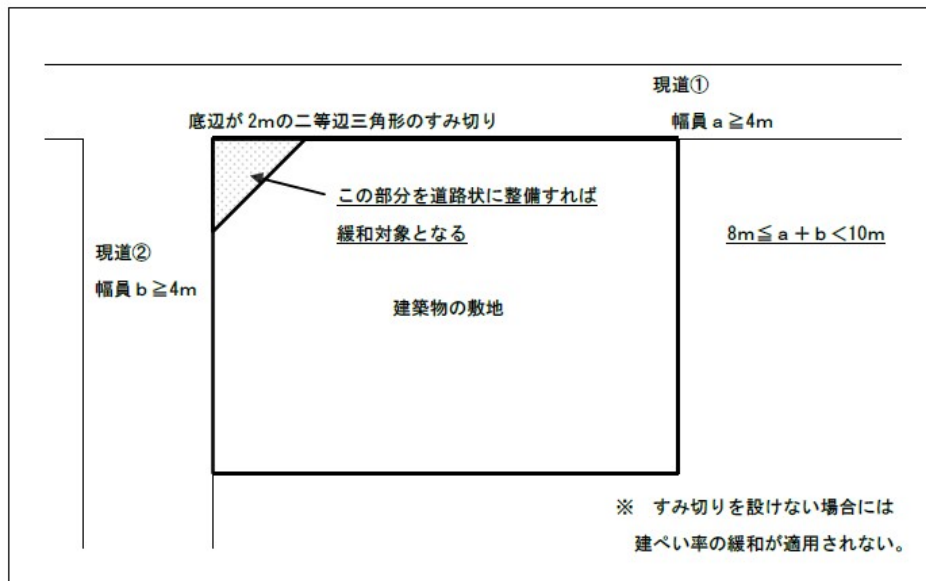 現道①
底辺が2mの二等辺三角形のすみ切り
幅員a≧4m
この部分を道路状に整備すれば
緩和対象となる
8m≦a+b<10m
現道②
幅員b≧4m
建築物の敷地
※　すみ切りを設けない場合には
建ぺい率の緩和が適用されない。